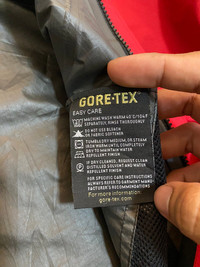 GORE-TEX
EASY CARE
MACHINE WASH WARM 40°C/104F
SEPARATELY, RINSE THOROUGHLY
DO NOT USE BLEACH
OR FABRIC SOFTENER
TUMBLE DRY MEDIUM, OR STEAM
IRON WARM, UNTIL COMPLETELY
DRY TO MAINTAIN WATER
REPELLENT FINISH
IF DRY CLEANED, REQUEST CLEAN
DISTILLED SOLVENT AND WATER
REPELLENT FINISH
FOR SPECIFIC CARE INSTRUCTIONS
ALWAYS REFER TO GARMENT MANU-
FACTURER'S RECOMMENDATIONS
For more information
gore-tex.com